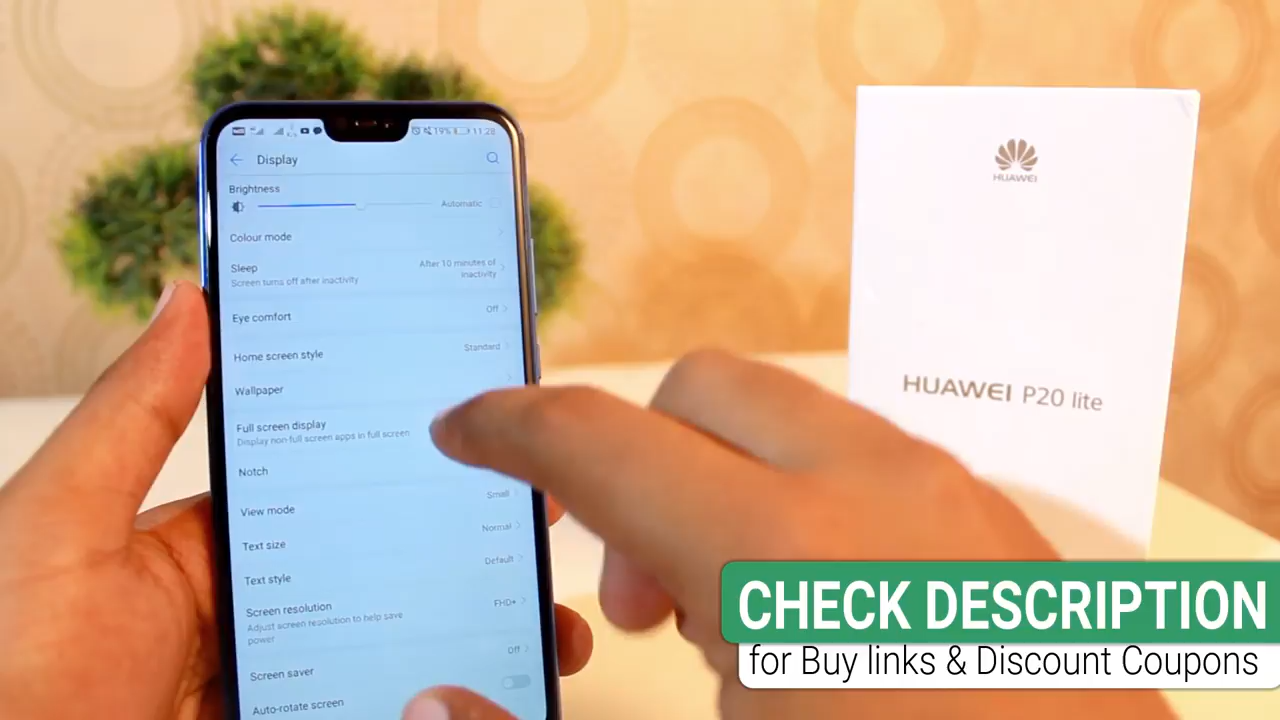 19% 11:28
Display
Brightness
Automatic
Colour mode
Sleep
Screen turns off after inactivity
After 10 minutes of
inactivity
Eye comfort
Off
Home screen style
Standard
Wallpaper
Full screen display
Display non-full screen apps in full screen
Notch
View mode
Small
Text size
Normal
Text style
Default
Screen resolution
Adjust screen resolution to help save
power
FHD+
Screen saver
Off
Auto-rotate screen
HUAWEI
HUAWEI P20 lite
CHECK DESCRIPTION
for Buy links & Discount Coupons